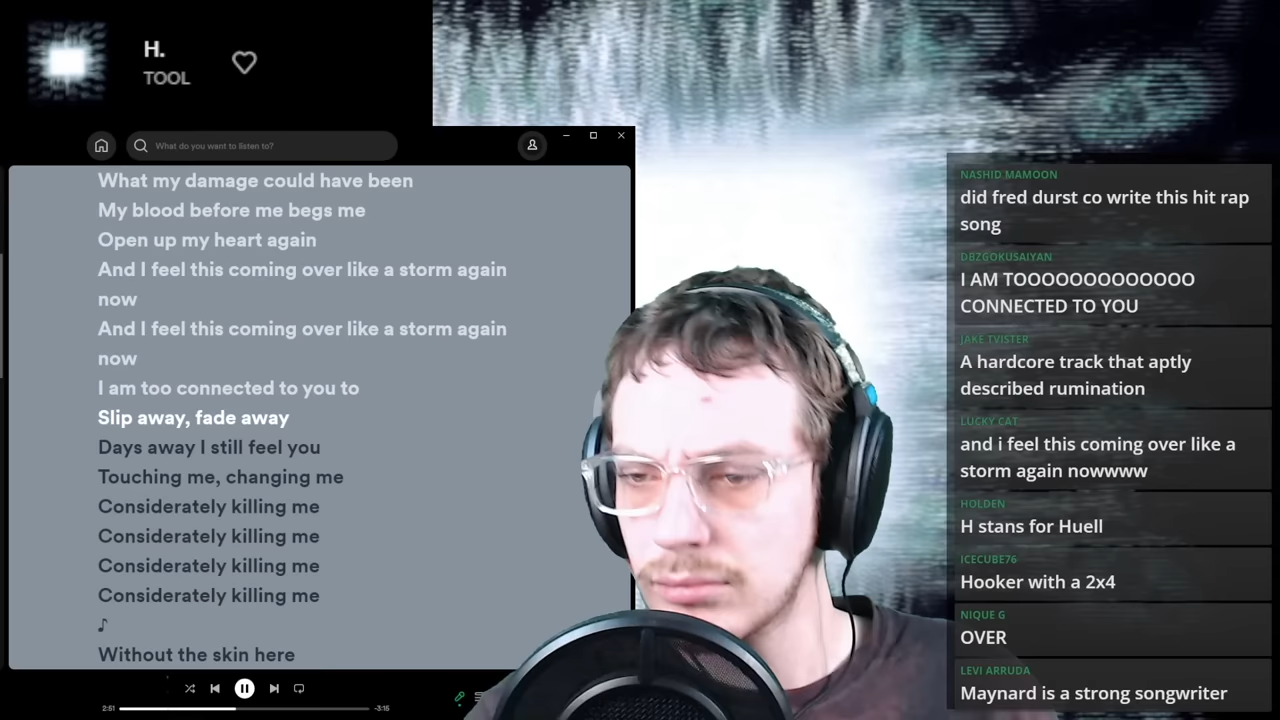 H.
TOOL
What do you want to listen to?
What my damage could have been
My blood before me begs me
Open up my heart again
And I feel this coming over like a storm again
now
And I feel this coming over like a storm again
now
I am too connected to you to
Slip away, fade away
Days away I still feel you
Touching me, changing me
Considerately killing me
Considerately killing me
Considerately killing me
Considerately killing me
♪
Without the skin here
2:51
-3:15
NASHID MAMOON
did fred durst co write this hit rap
song
DBZGOKUSAIYAN
I AM TOOOOOOOOOOOOO
CONNECTED TO YOU
JAKE TVISTER
A hardcore track that aptly
described rumination
LUCKY CAT
and i feel this coming over like a
storm again nowwww
HOLDEN
H stans for Huell
ICECUBE76
Hooker with a 2x4
NIQUE G
OVER
LEVI ARRUDA
Maynard is a strong songwriter